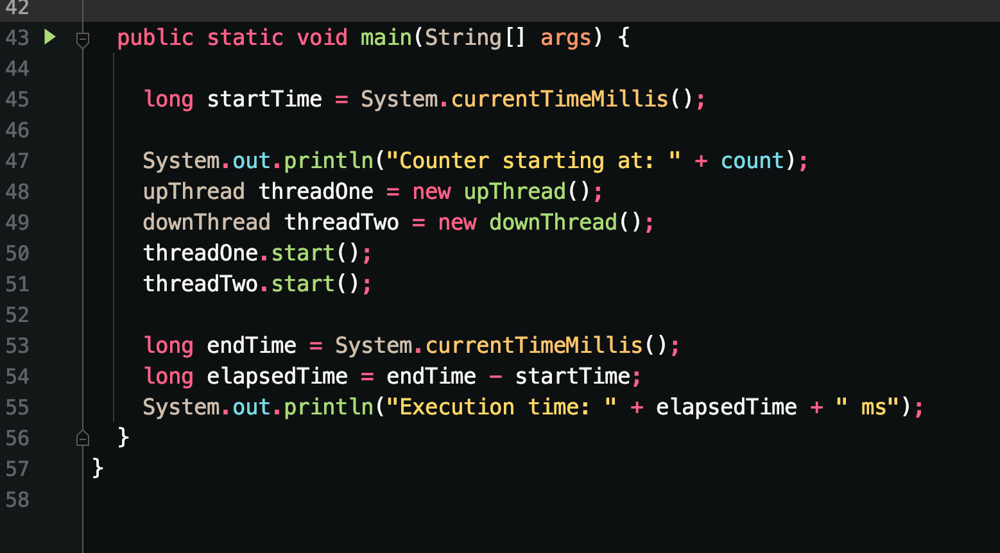 42
43 public static void main(String[] args) {
44
45 long startTime = System.currentTimeMillis();
46
47 System.out.println("Counter starting at: " + count);
48 upThread threadOne = new upThread();
49 downThread threadTwo = new downThread();
50 threadOne.start();
51 threadTwo.start();
52
53 long endTime = System.currentTimeMillis();
54 long elapsedTime = endTime - startTime;
55 System.out.println("Execution time: " + elapsedTime + " ms");
56 }
57 }
58